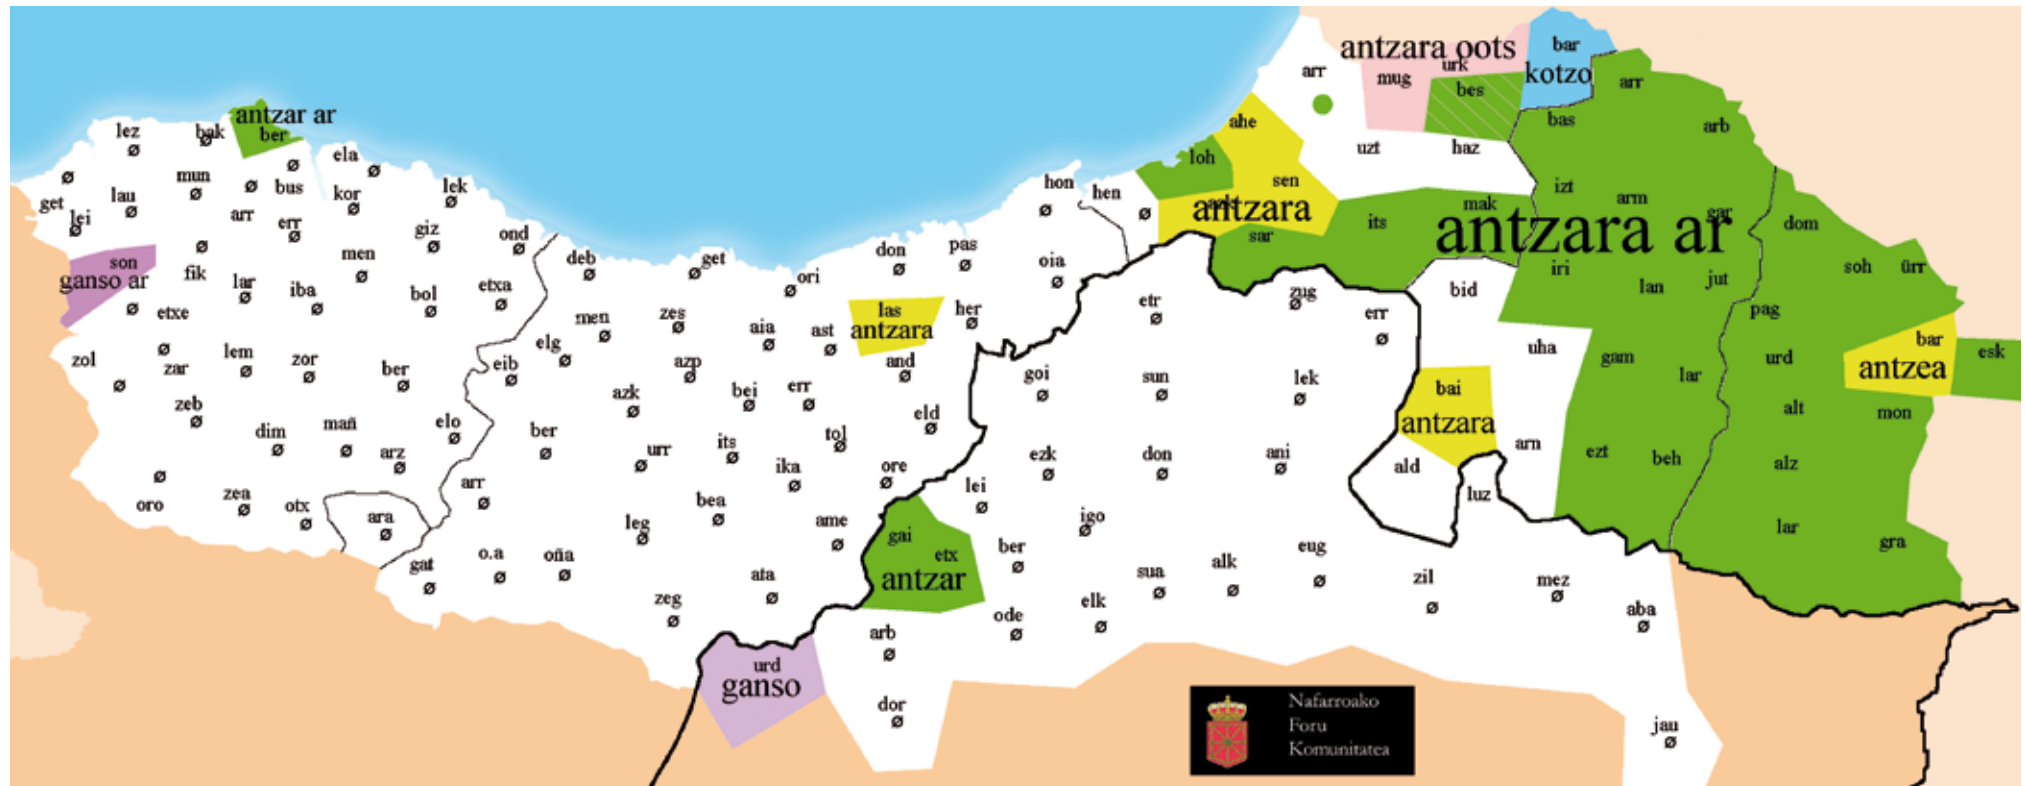 antzara oots
bar
kotzo
urk
mug
bes
arr
arr
bas
arb
antzar ar
ber
lez
bak
ela
ahe
uzt
haz
loh
mun
bus
kor
lek
lau
get
lei
arr
err
giz
ond
hon
hen
sen
antzara
izt
arm
mak
gar
its
sar
antzara ar
dom
son
ganso ar
fik
men
lar
iba
bol
etxa
etxe
deb
get
ori
don
pas
oia
iri
lan
jut
soh
ürr
bid
zug
etr
err
pag
men
zes
aia
ast
las
antzara
her
elg
zol
zar
lem
zor
ber
eib
azp
and
uha
gam
lar
urd
bar
antzea
esk
goi
sun
lek
bai
antzara
azk
bei
err
eld
alt
mon
zeb
dim
mañ
elo
arz
ber
urr
its
tol
ika
ore
ezk
don
ani
ald
arn
ezt
beh
alz
oro
zea
otx
ara
arr
lei
luz
bea
leg
ame
gai
etx
antzar
ber
igo
lar
gra
gat
o.a
oña
ata
zeg
sua
alk
eug
zil
mez
aba
elk
ode
arb
urd
ganso
dor
jau
Nafarroako
Foru
Komunitatea